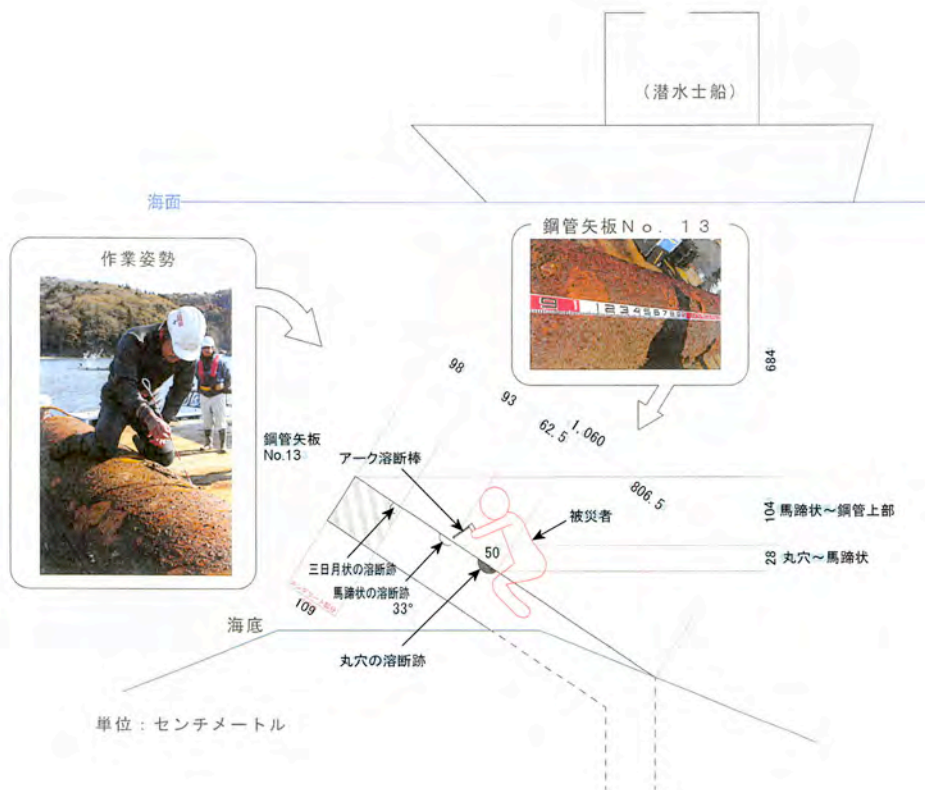 （潜水士船）
海面
鋼管矢板No. 13
作業姿勢
684
98
93
62.5
1,060
806.5
鋼管矢板
No.13
アーク溶断棒
被災者
104
馬蹄状～鋼管上部
50
28
丸穴～馬蹄状
三日月状の溶断跡
馬蹄状の溶断跡
33°
109
海底
丸穴の溶断跡
単位：センチメートル